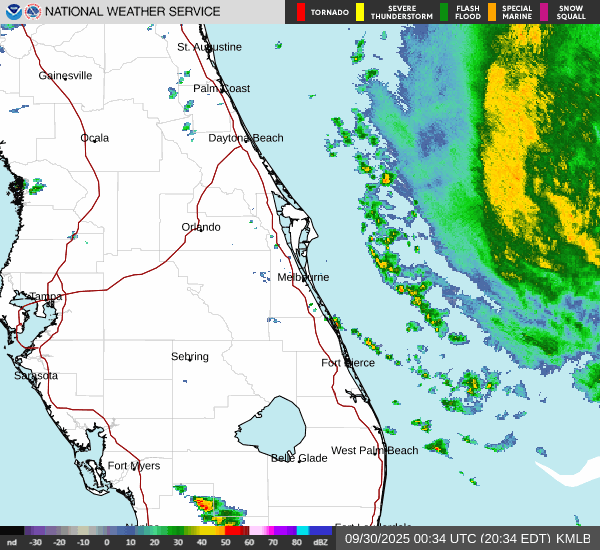 NATIONAL WEATHER SERVICE
TORNADO
SEVERE THUNDERSTORM
FLASH FLOOD
SPECIAL MARINE
SNOW SQUALL
St. Augustine
Gainesville
Palm Coast
Ocala
Daytona Beach
Orlando
Melbourne
Tampa
Sebring
Fort Pierce
Sarasota
West Palm Beach
Belle Glade
Fort Myers
nd -30 -20 -10 0 10 20 30 40 50 60 70 80 dBZ
09/30/2025 00:34 UTC (20:34 EDT) KMLB